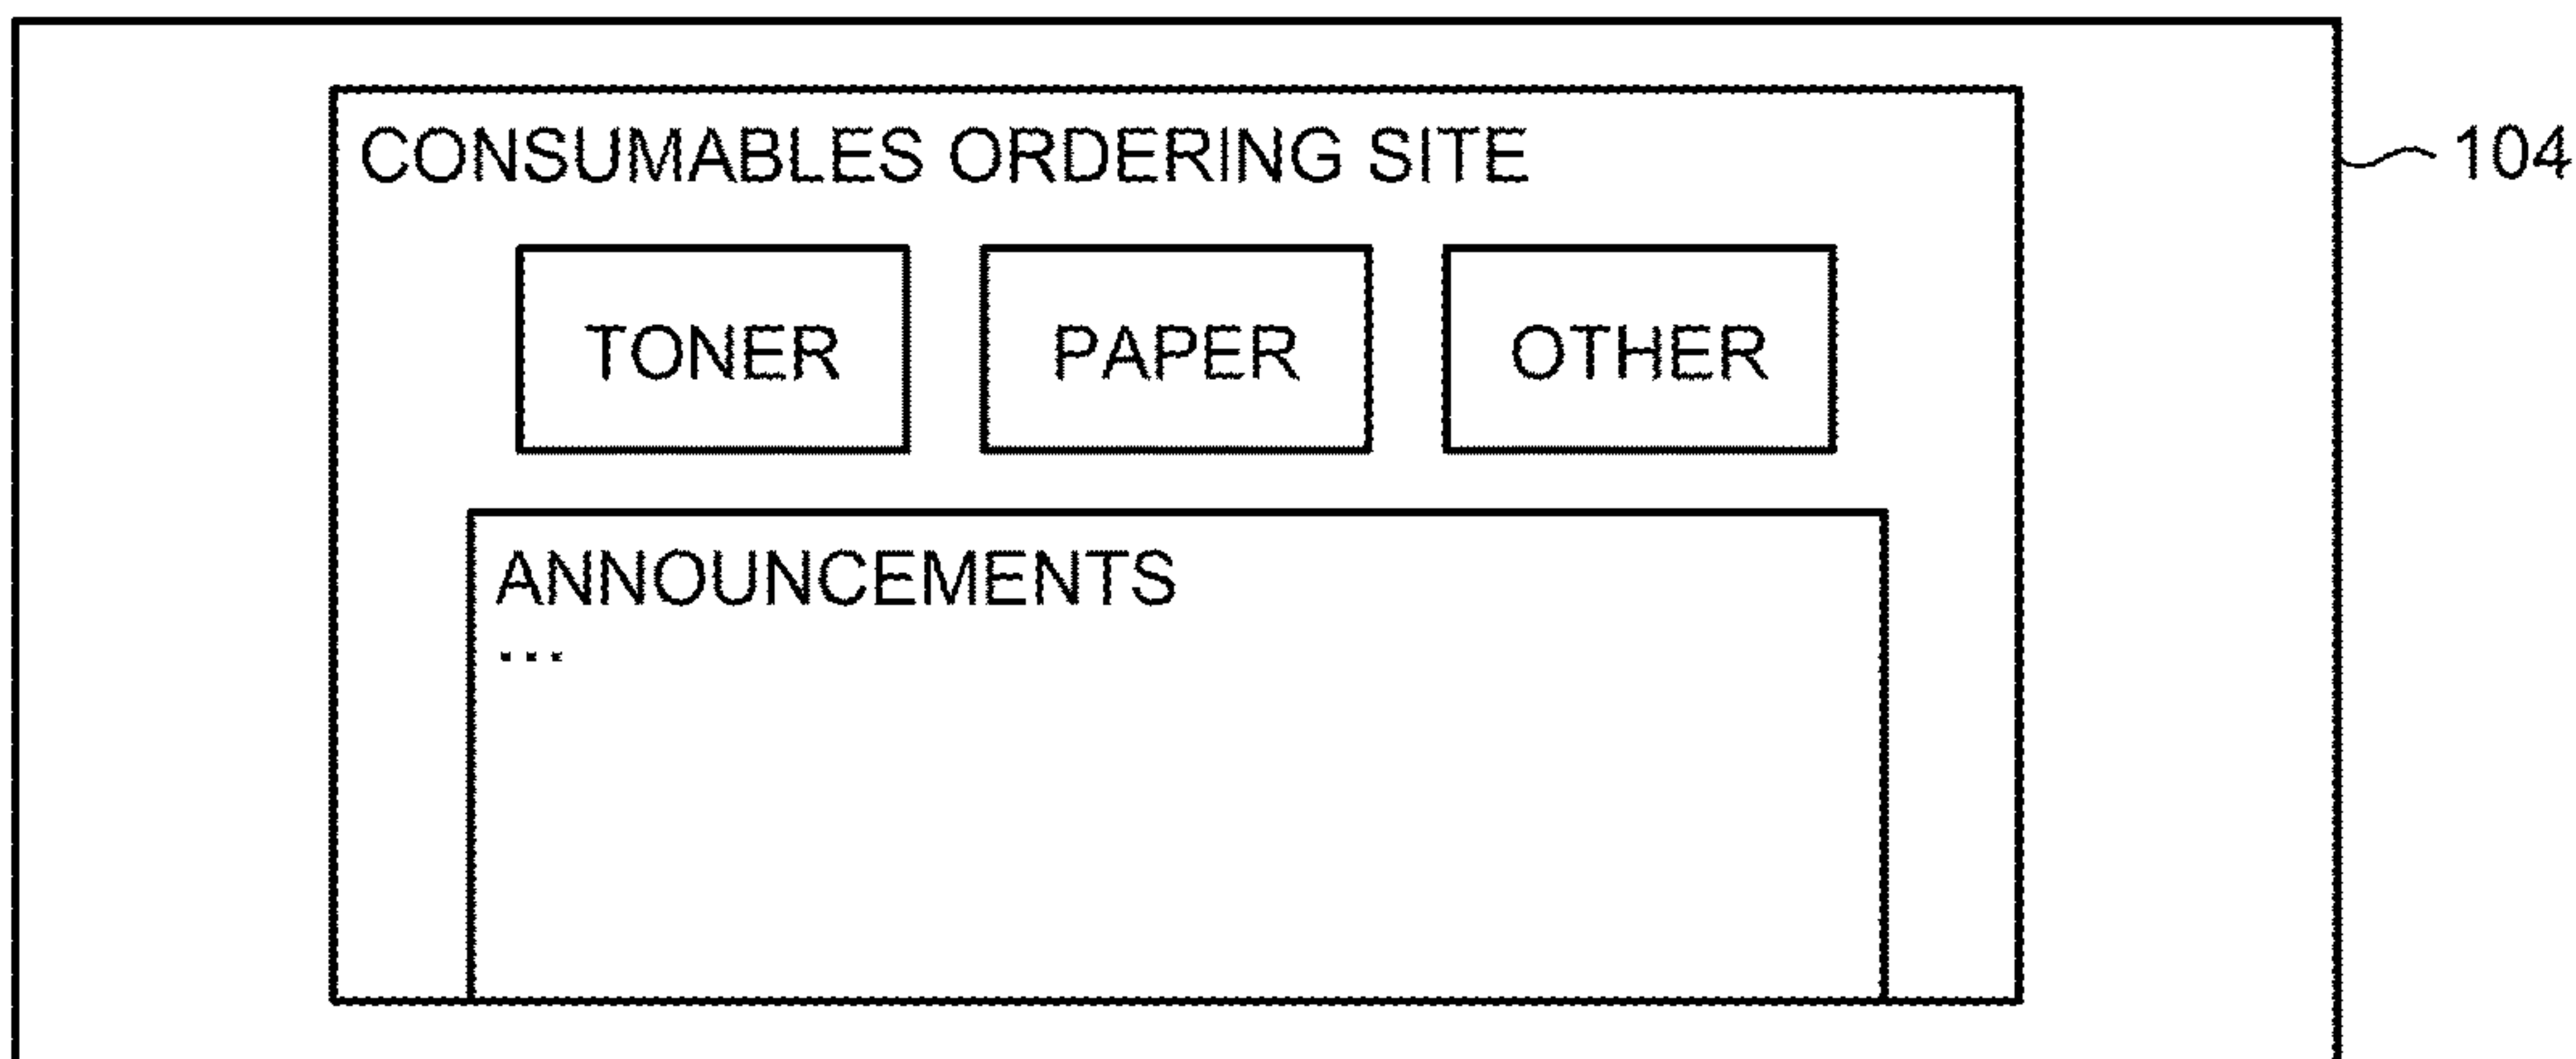 CONSUMABLES ORDERING SITE
104
TONER PAPER OTHER
ANNOUNCEMENTS
...